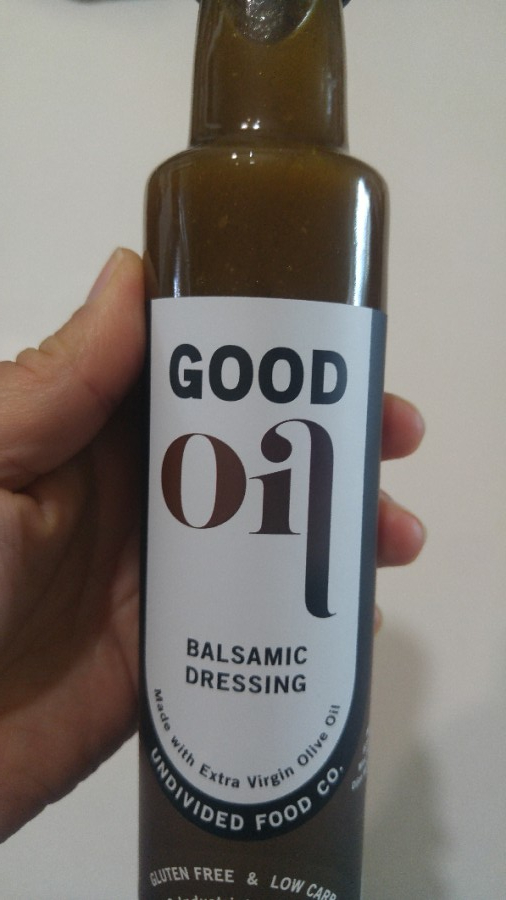 GOOD
Oil
BALSAMIC
DRESSING
Made with Extra Virgin Olive Oil
UNDIVIDED FOOD CO.
GLUTEN FREE & LOW CARB